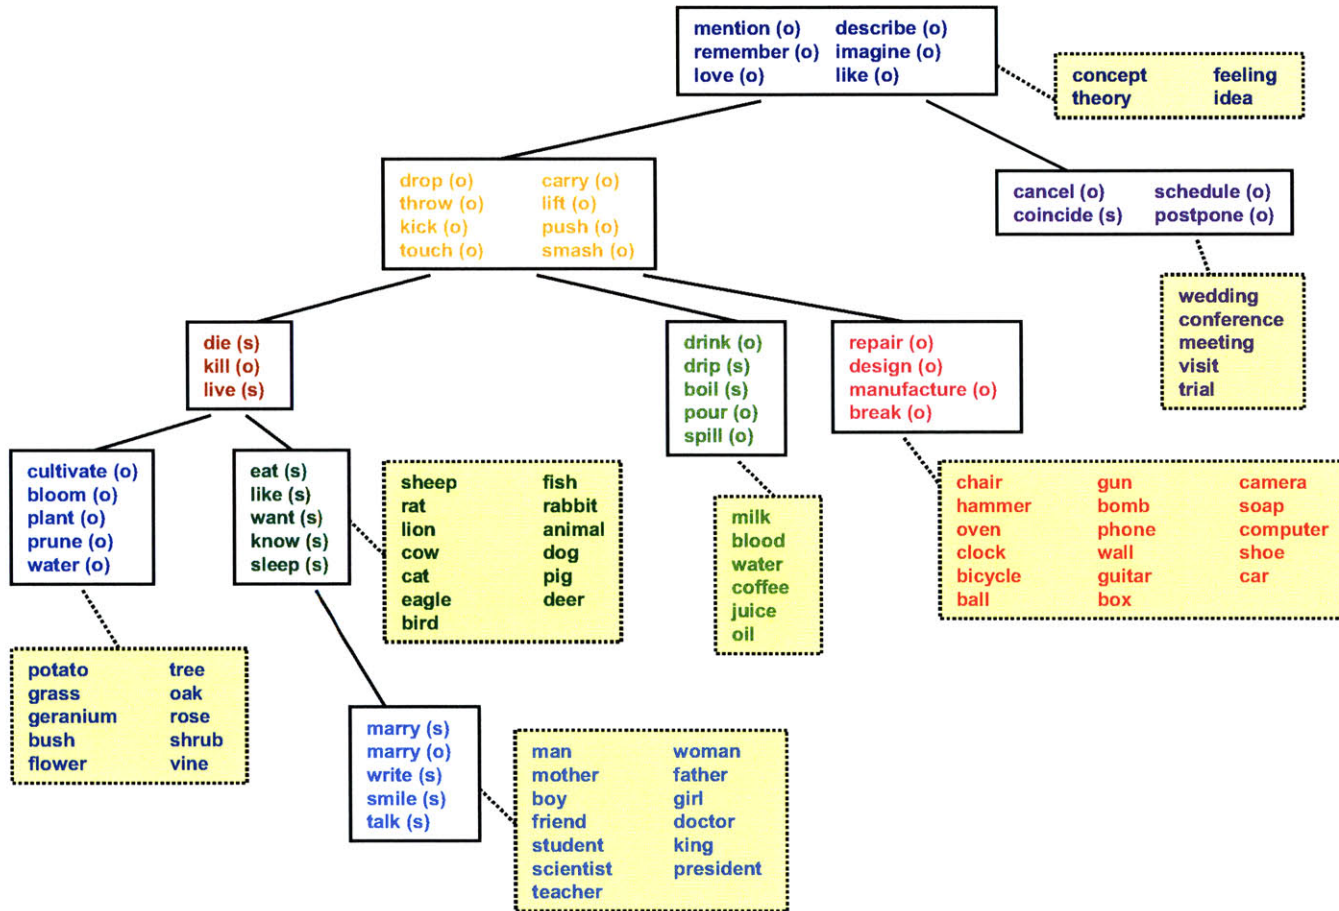 mention (o) describe (o)
remember (o) imagine (o)
love (o) like (o)
concept feeling
theory idea
drop (o) carry (o)
throw (o) lift (o)
kick (o) push (o)
touch (o) smash (o)
cancel (o) schedule (o)
coincide (s) postpone (o)
wedding
conference
meeting
visit
trial
die (s)
kill (o)
live (s)
drink (o)
drip (s)
boil (s)
pour (o)
spill (o)
repair (o)
design (o)
manufacture (o)
break (o)
cultivate (o)
bloom (o)
plant (o)
prune (o)
water (o)
eat (s)
like (s)
want (s)
know (s)
sleep (s)
sheep fish
rat rabbit
lion animal
cow dog
cat pig
eagle deer
bird
milk
blood
water
coffee
juice
oil
chair gun camera
hammer bomb soap
oven phone computer
clock wall shoe
bicycle guitar car
ball box
potato tree
grass oak
geranium rose
bush shrub
flower vine
marry (s)
marry (o)
write (s)
smile (s)
talk (s)
man woman
mother father
boy girl
friend doctor
student king
scientist president
teacher